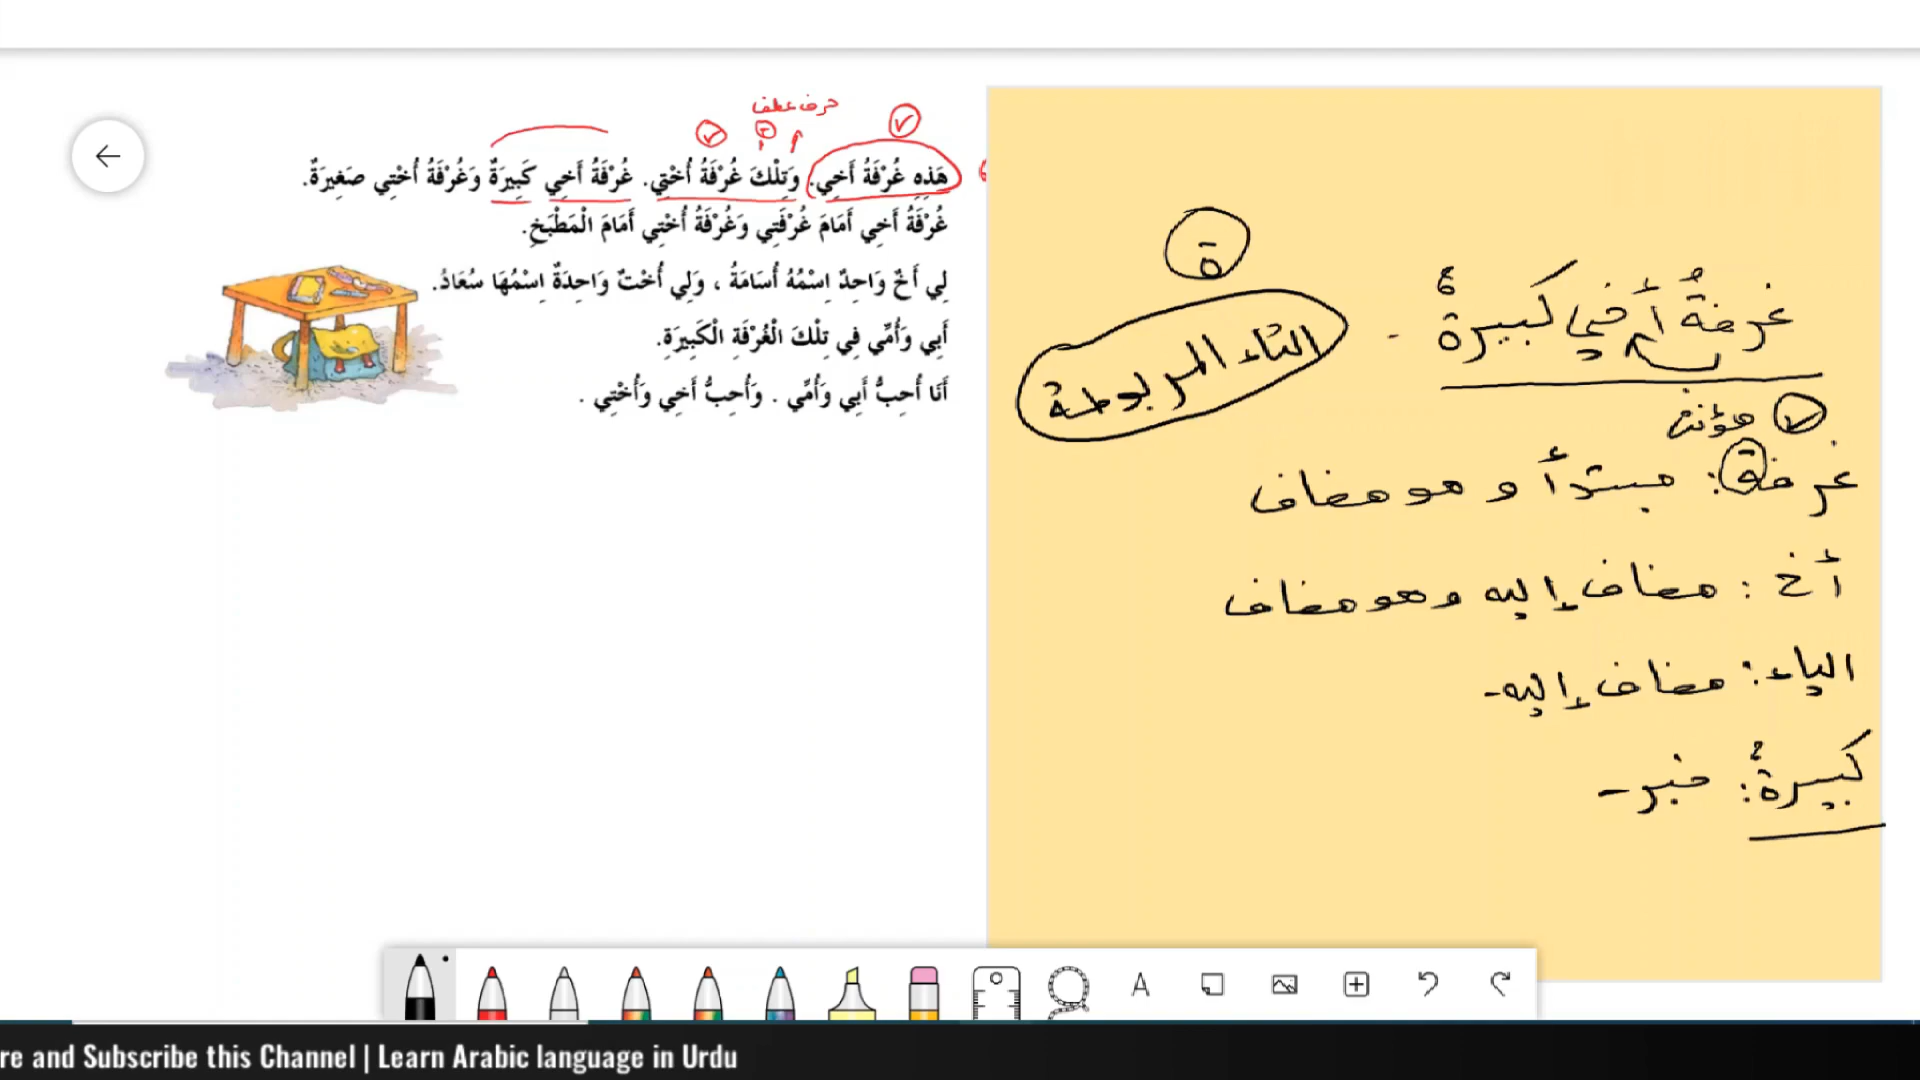 حرف عطف
هَذِهِ غُرْفَةُ أَخِي. وَتِلْكَ غُرْفَةُ أُخْتِي. غُرْفَةُ أَخِي كَبِيرَةٌ وَغُرْفَةُ أُخْتِي صَغِيرَةٌ.
غُرْفَةُ أَخِي أَمَامَ غُرْفَتِي وَغُرْفَةُ أُخْتِي أَمَامَ الْمَطْبَخِ.
لِي أَخٌ وَاحِدٌ اِسْمُهُ أُسَامَةُ ، وَلِي أُخْتٌ وَاحِدَةٌ اِسْمُهَا سُعَادُ.
أَبِي وَأُمِّي فِي تِلْكَ الْغُرْفَةِ الْكَبِيرَةِ.
أَنَا أُحِبُّ أَبِي وَأُمِّي . وَأُحِبُّ أَخِي وَأُخْتِي .
ة
غرفةُ أخي كبيرةٌ -
التاء المربوطة
مؤنث
غرفة: مبتدأ و هو مضاف
أخ : مضاف إليه وهو مضاف
الياء: مضاف إليه-
كبيرةٌ: خبر-
A
re and Subscribe this Channel | Learn Arabic language in Urdu